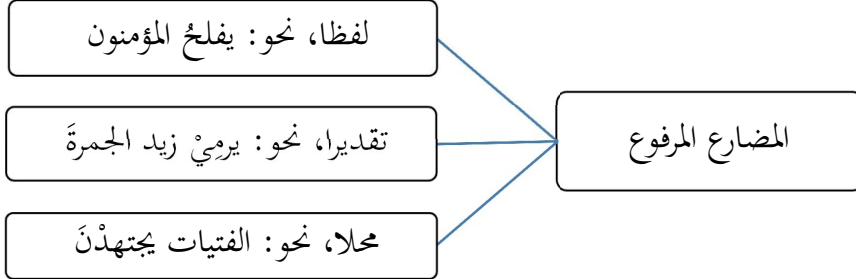 المضارع المرفوع
لفظا، نحو: يفلحُ المؤمنون
تقديرا، نحو: يرمِيْ زيد الجمرةَ
محلا، نحو: الفتيات يجتهدْنَ